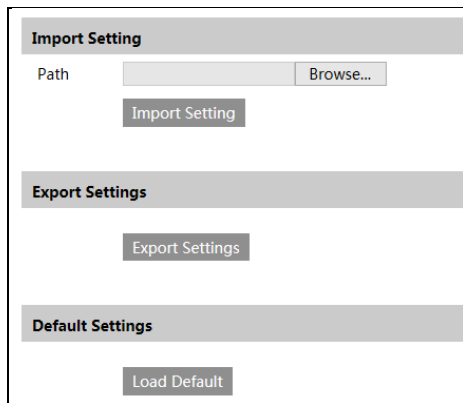 Import Setting
Path Browse...
Import Setting
Export Settings
Export Settings
Default Settings
Load Default